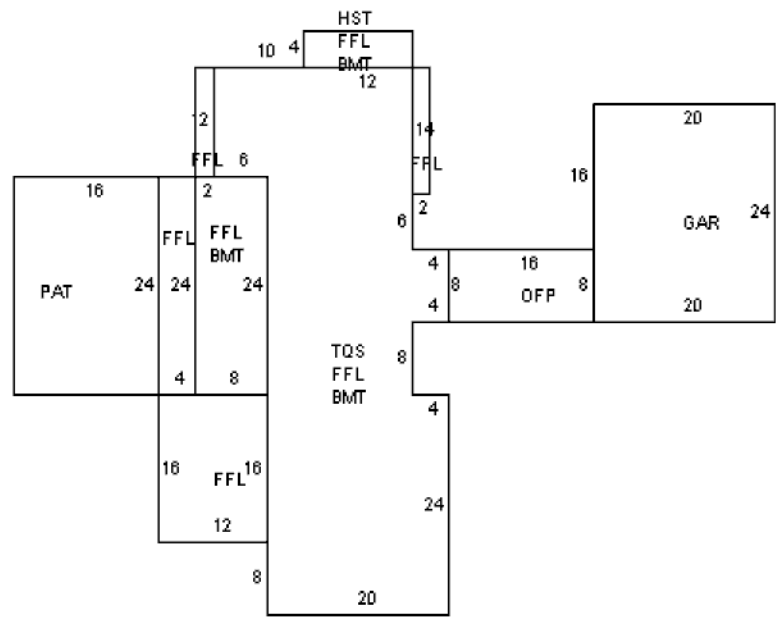 HST
10 4 FFL
BMT
12
20
12 14
FFL 6 FFL
16
16 2 2
6 GAR 24
FFL FFL
BMT
4 16
PAT 24 24 24 8 OFP 8
4 20
TQS 8
FFL
4 8 BMT
4
16 FFL 16
24
12
8
20